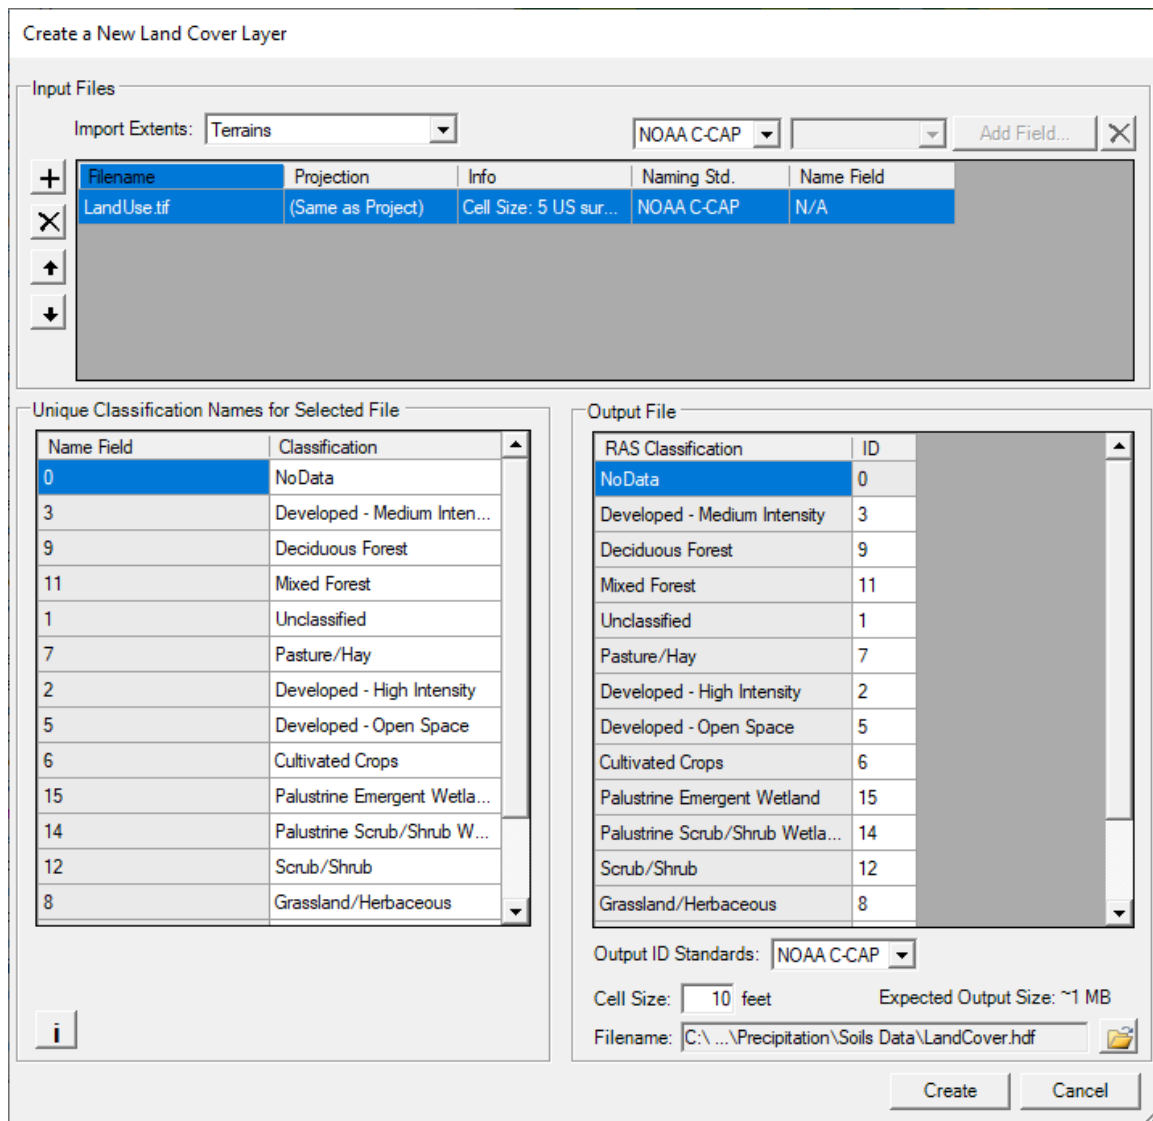 Create a New Land Cover Layer
Input Files
Import Extents: Terrains NOAA C-CAP Add Field...
Filename Projection Info Naming Std. Name Field
LandUse.tif (Same as Project) Cell Size: 5 US sur... NOAA C-CAP N/A
Unique Classification Names for Selected File
Name Field Classification
0 NoData
3 Developed - Medium Inten...
9 Deciduous Forest
11 Mixed Forest
1 Unclassified
7 Pasture/Hay
2 Developed - High Intensity
5 Developed - Open Space
6 Cultivated Crops
15 Palustrine Emergent Wetla...
14 Palustrine Scrub/Shrub W...
12 Scrub/Shrub
8 Grassland/Herbaceous
i
Output File
RAS Classification ID
NoData 0
Developed - Medium Intensity 3
Deciduous Forest 9
Mixed Forest 11
Unclassified 1
Pasture/Hay 7
Developed - High Intensity 2
Developed - Open Space 5
Cultivated Crops 6
Palustrine Emergent Wetland 15
Palustrine Scrub/Shrub Wetla... 14
Scrub/Shrub 12
Grassland/Herbaceous 8
Output ID Standards: NOAA C-CAP
Cell Size: 10 feet Expected Output Size: ~1 MB
Filename: C:\ ...\Precipitation\Soils Data\LandCover.hdf
Create Cancel